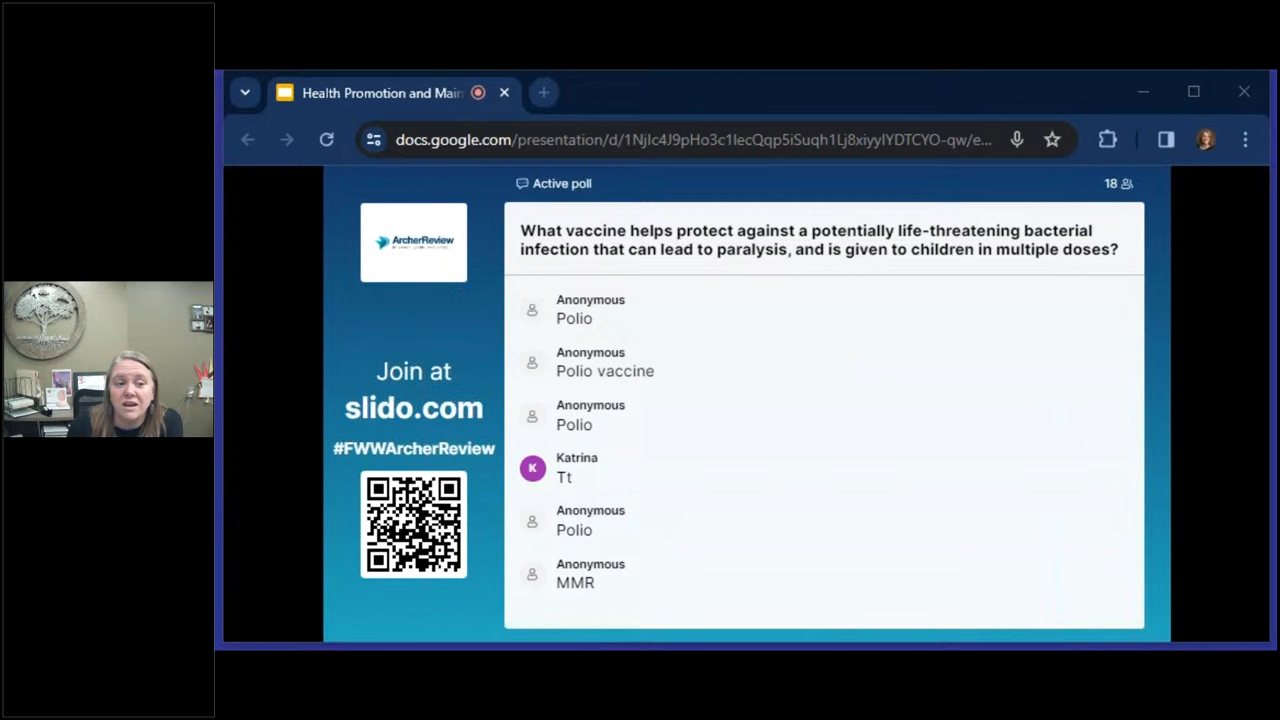 Health Promotion and Main
docs.google.com/presentation/d/1NjIc4J9pHo3c1IecQqp5iSuqh1Lj8xiyyIYDTCYO-qw/e...
Active poll
18
ArcherReview
What vaccine helps protect against a potentially life-threatening bacterial
infection that can lead to paralysis, and is given to children in multiple doses?
Anonymous
Polio
Anonymous
Polio vaccine
Anonymous
Polio
Join at
slido.com
#FWWArcherReview
K
Katrina
Tt
Anonymous
Polio
Anonymous
MMR